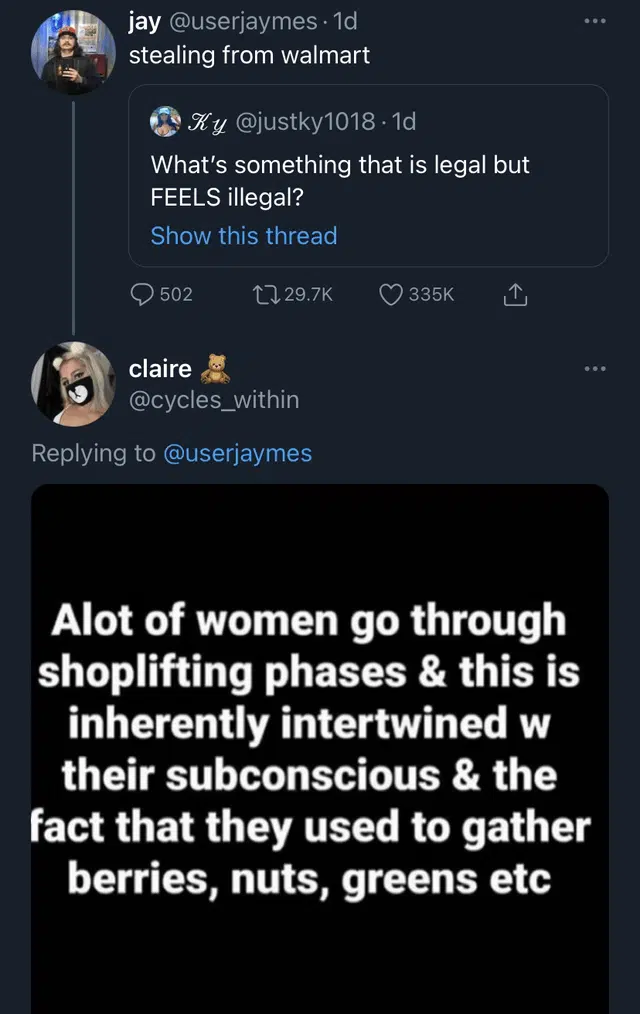 jay @userjaymes · 1d
stealing from walmart
𝒦𝓎 @justky1018 · 1d
What's something that is legal but
FEELS illegal?
Show this thread
502 29.7K 335K
claire 🧸
@cycles_within
Replying to @userjaymes
Alot of women go through
shoplifting phases & this is
inherently intertwined w
their subconscious & the
fact that they used to gather
berries, nuts, greens etc